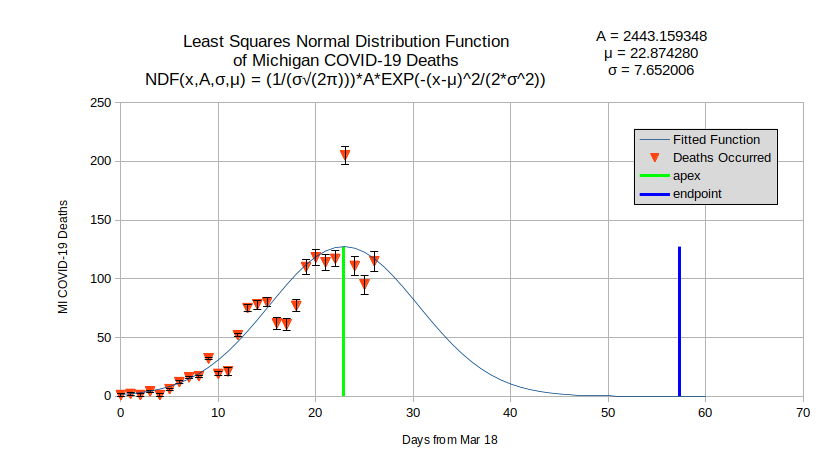 Least Squares Normal Distribution Function
of Michigan COVID-19 Deaths
NDF(x,A,σ,μ) = (1/(σ√(2π)))*A*EXP(-(x-μ)^2/(2*σ^2))
A = 2443.159348
μ = 22.874280
σ = 7.652006
250
200
150
100
50
0
MI COVID-19 Deaths
Fitted Function
Deaths Occurred
apex
endpoint
0 10 20 30 40 50 60 70
Days from Mar 18